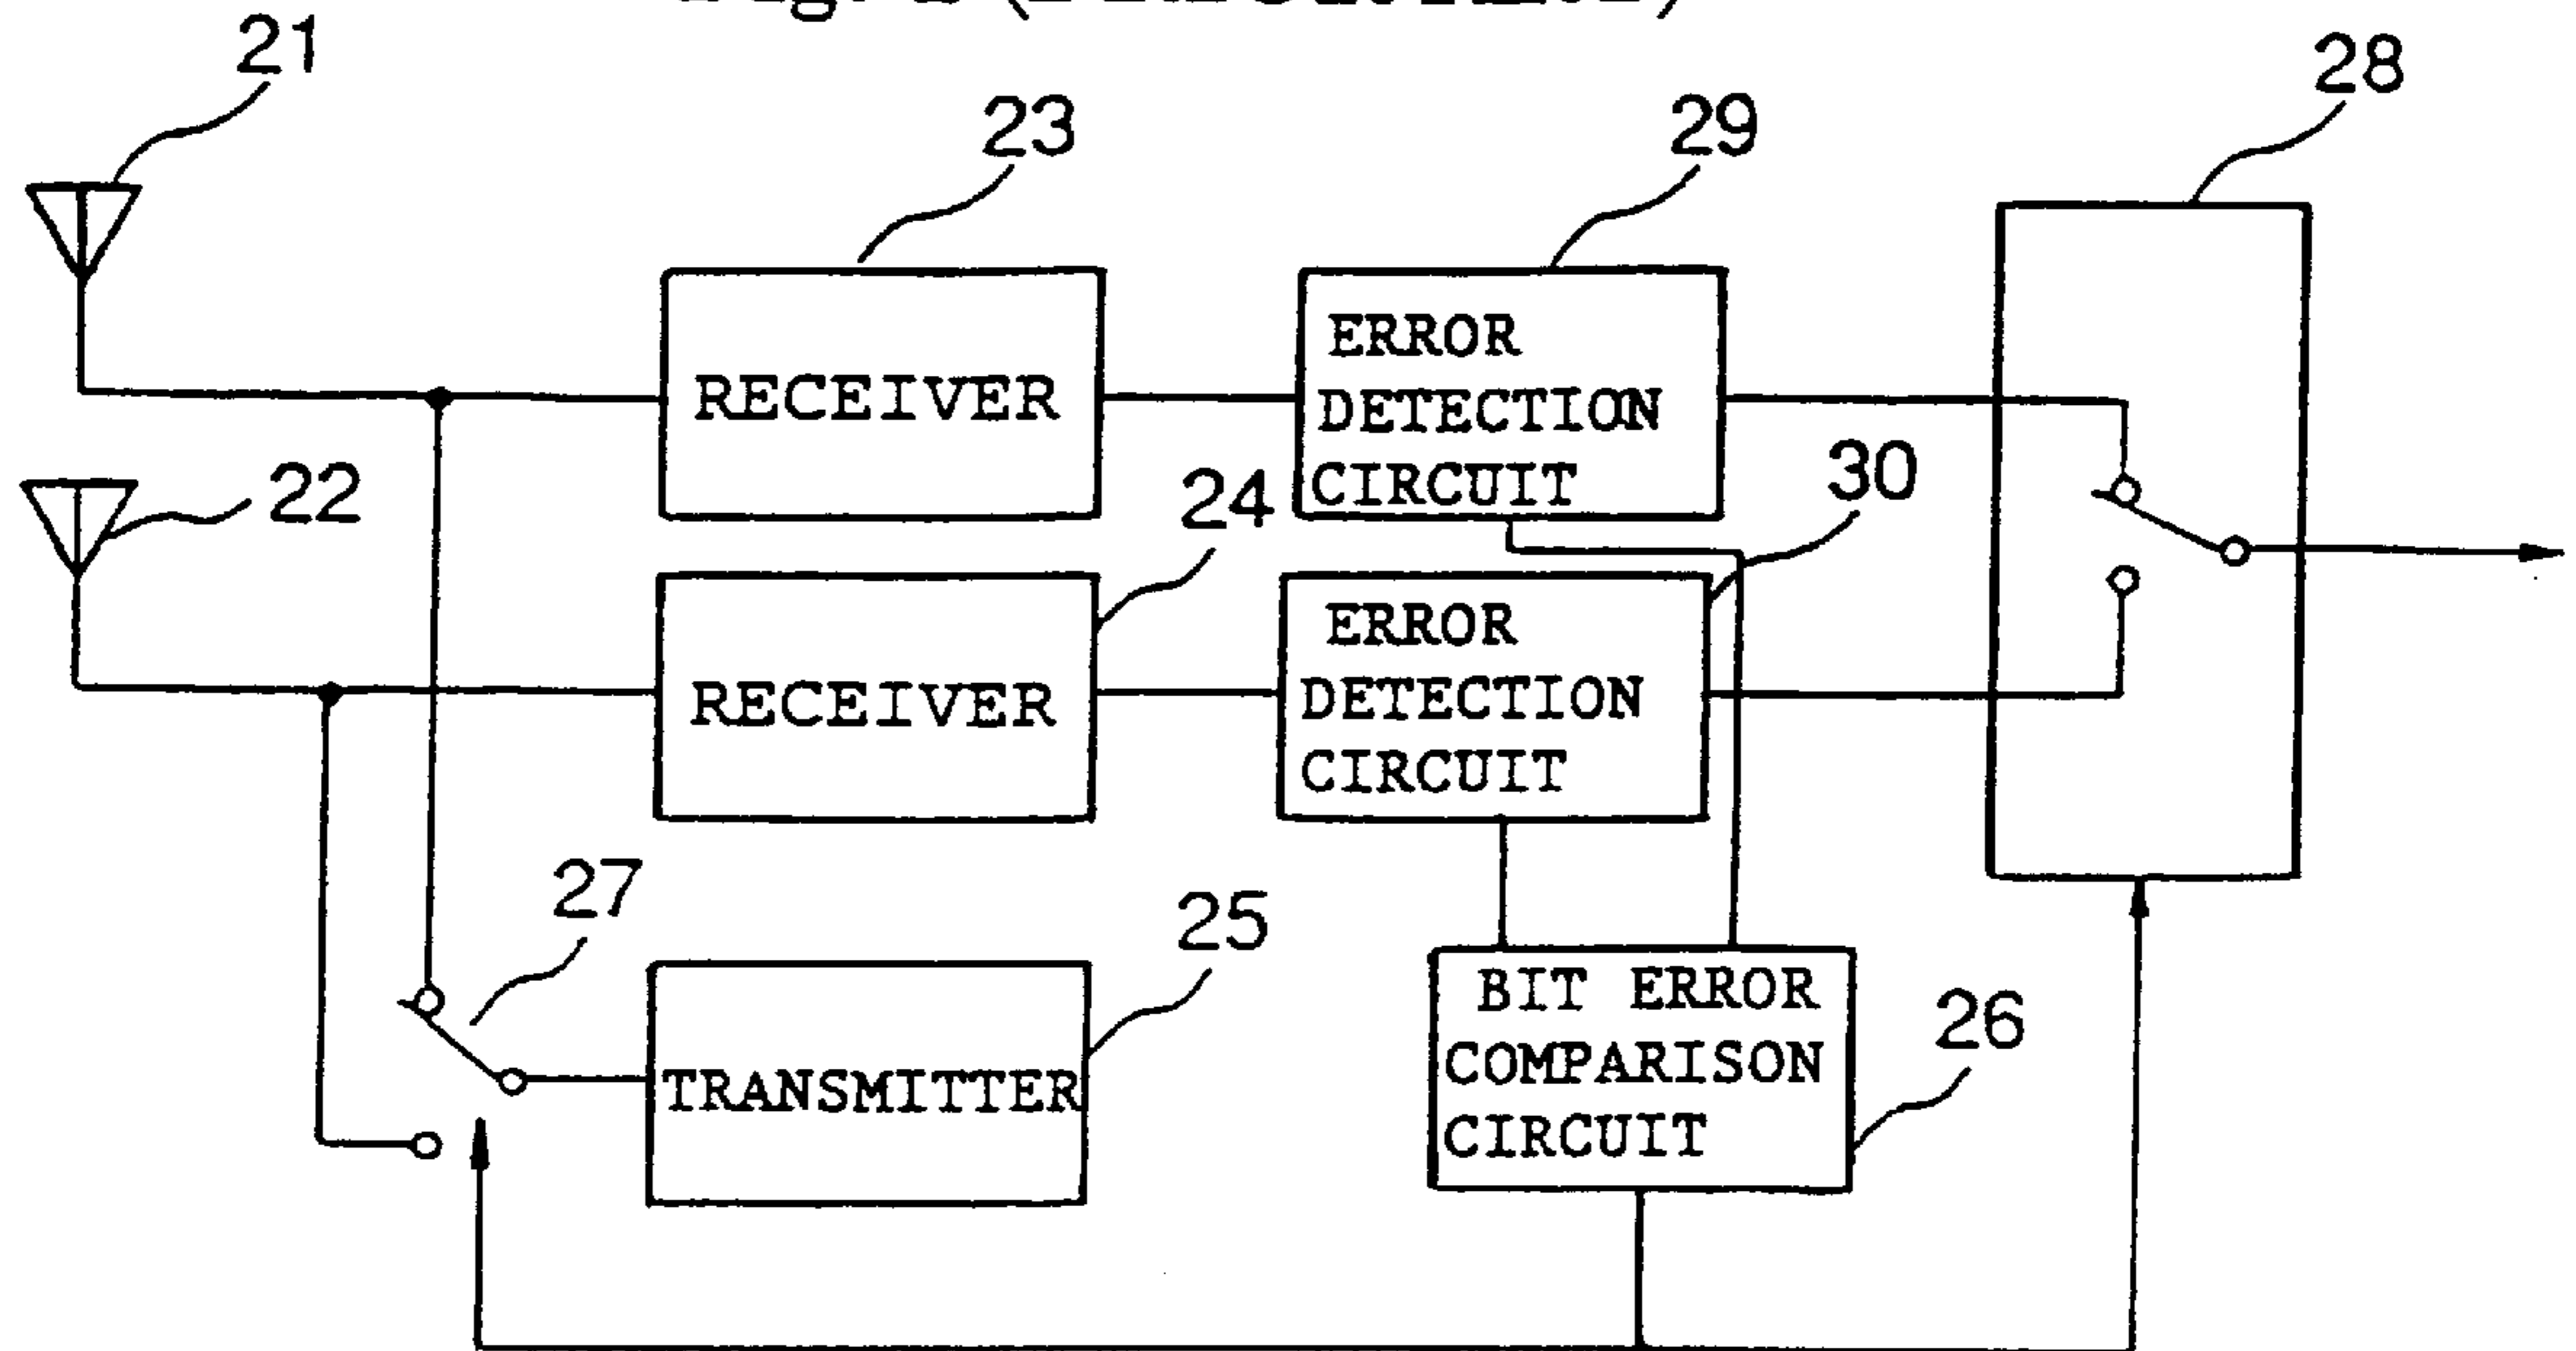 21
23
29
28
ERROR
DETECTION
CIRCUIT
RECEIVER
22
24
30
ERROR
DETECTION
CIRCUIT
RECEIVER
27
25
TRANSMITTER
BIT ERROR
COMPARISON
CIRCUIT
26